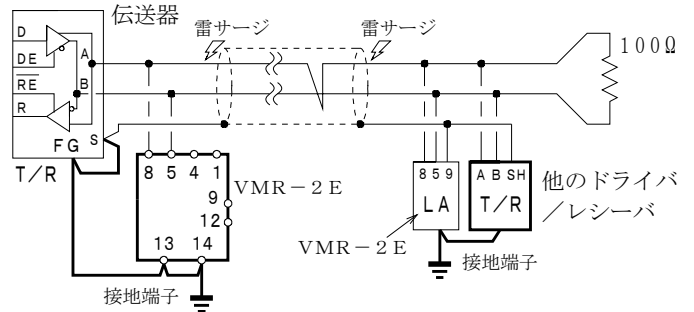 伝送器
雷サージ
雷サージ
D
A
DE
B
RE
R
S
FG
T/R
100Ω
8 5 4 1
9
12
13 14
VMR-2E
接地端子
8 5 9
LA
VMR-2E
A B SH
T/R
他のドライバ
/レシーバ
接地端子